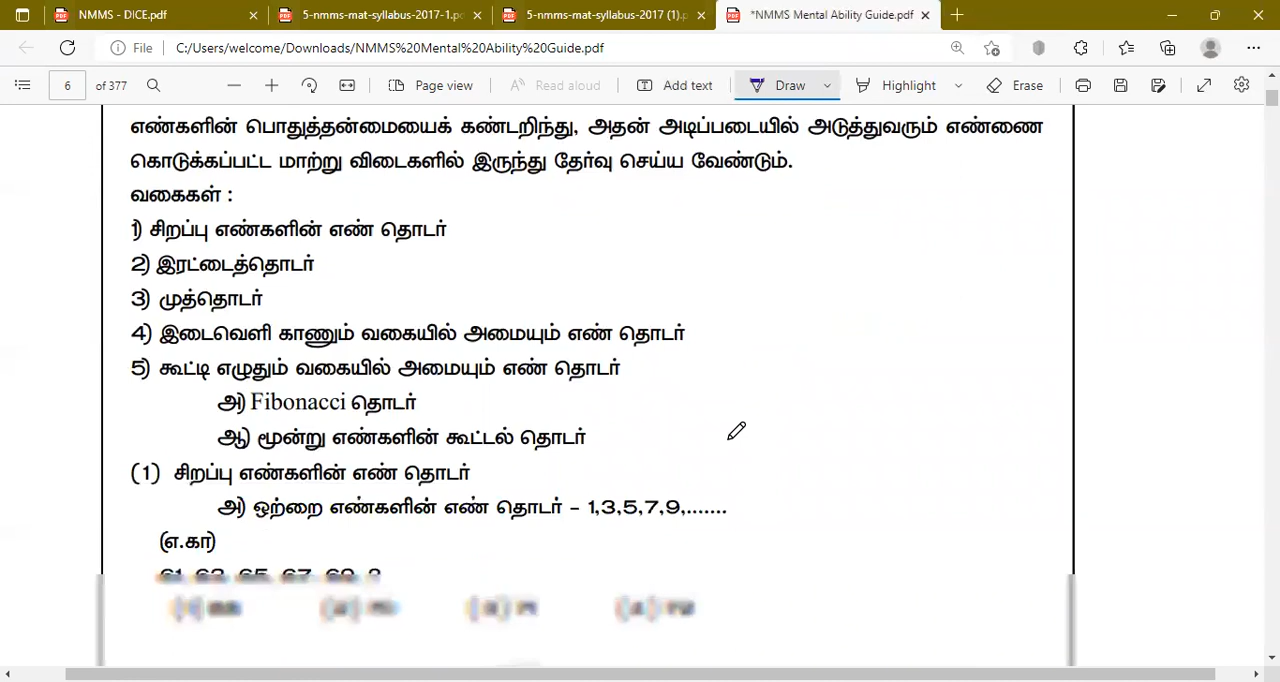 NMMS - DICE.pdf
5-nmms-mat-syllabus-2017-1.p
5-nmms-mat-syllabus-2017 (1).p
*NMMS Mental Ability Guide.pdf
File C:/Users/welcome/Downloads/NMMS%20Mental%20Ability%20Guide.pdf
6 of 377 Page view Read aloud Add text Draw Highlight Erase
எண்களின் பொதுத்தன்மையைக் கண்டறிந்து, அதன் அடிப்படையில் அடுத்துவரும் எண்ணை
கொடுக்கப்பட்ட மாற்று விடைகளில் இருந்து தேர்வு செய்ய வேண்டும்.
வகைகள் :
1) சிறப்பு எண்களின் எண் தொடர்
2) இரட்டைத்தொடர்
3) முத்தொடர்
4) இடைவெளி காணும் வகையில் அமையும் எண் தொடர்
5) கூட்டி எழுதும் வகையில் அமையும் எண் தொடர்
அ) Fibonacci தொடர்
ஆ) மூன்று எண்களின் கூட்டல் தொடர்
(1) சிறப்பு எண்களின் எண் தொடர்
அ) ஒற்றை எண்களின் எண் தொடர் – 1,3,5,7,9,.......
(எ.கா)
61, 63, 65, 67, 69, ?